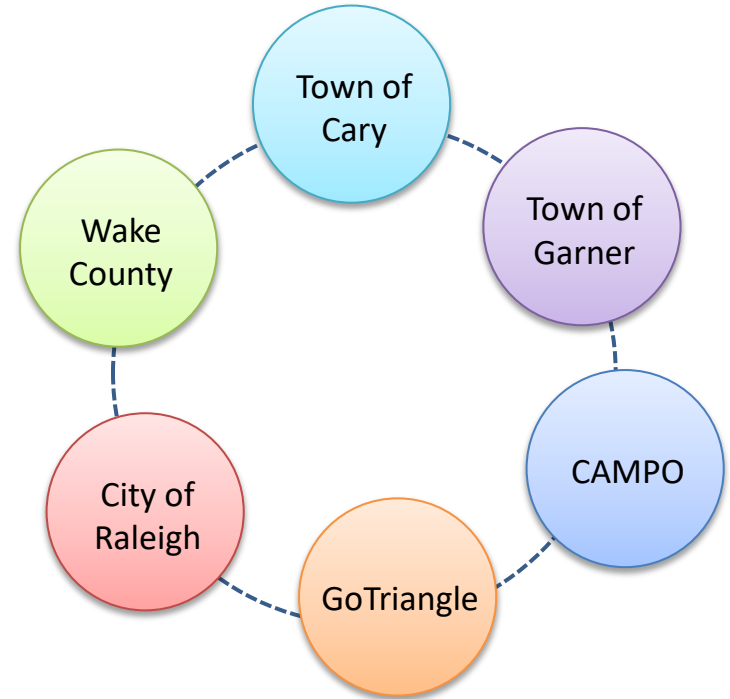 Town of
Cary
Town of
Garner
Wake
County
CAMPO
City of
Raleigh
GoTriangle